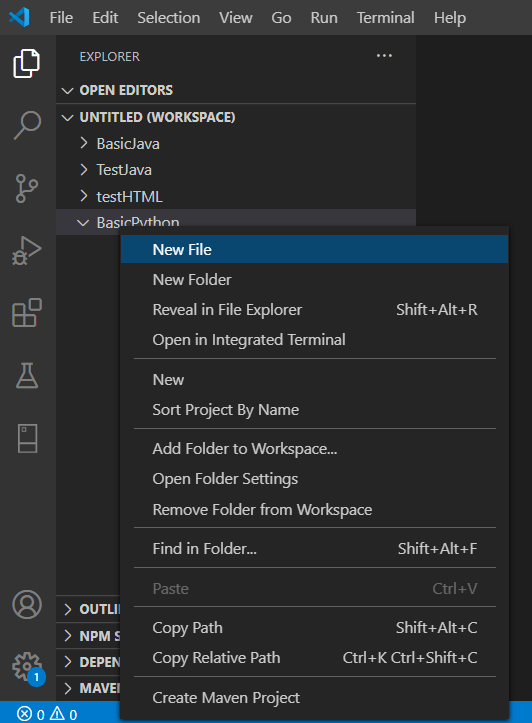 File Edit Selection View Go Run Terminal Help
EXPLORER ...
OPEN EDITORS
UNTITLED (WORKSPACE)
BasicJava
TestJava
testHTML
BasicPython
New File
New Folder
Reveal in File Explorer Shift+Alt+R
Open in Integrated Terminal
New
Sort Project By Name
Add Folder to Workspace...
Open Folder Settings
Remove Folder from Workspace
Find in Folder... Shift+Alt+F
Paste Ctrl+V
Copy Path Shift+Alt+C
Copy Relative Path Ctrl+K Ctrl+Shift+C
Create Maven Project
OUTLI
NPM S
DEPEN
MAVEN
1
0 0